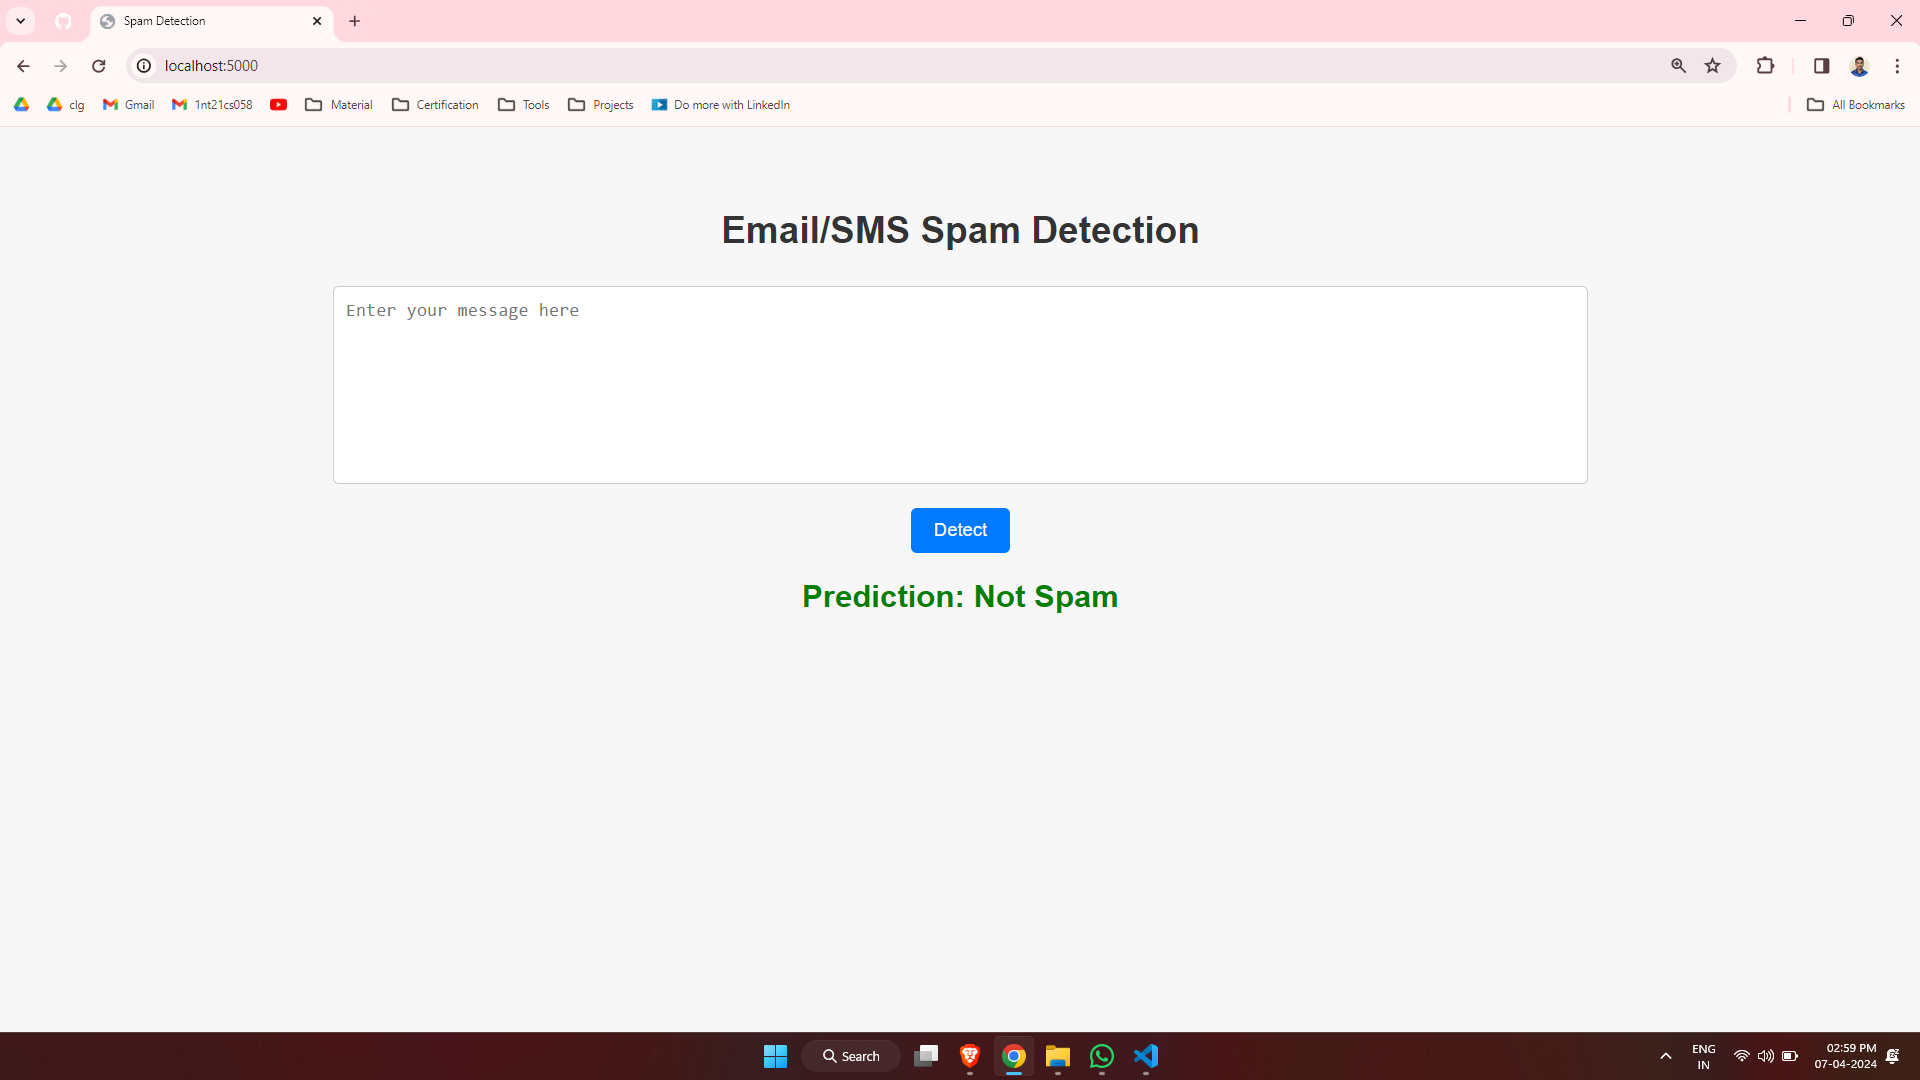 Spam Detection
localhost:5000
clg
Gmail
1nt21cs058
Material
Certification
Tools
Projects
Do more with LinkedIn
All Bookmarks
Email/SMS Spam Detection
Enter your message here
Detect
Prediction: Not Spam
Search
ENG
IN
02:59 PM
07-04-2024